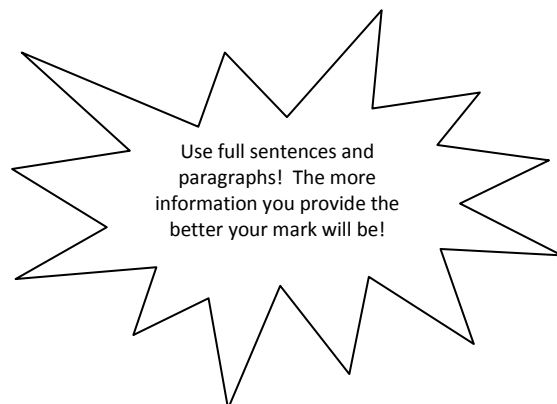 Use full sentences and
paragraphs!  The more
information you provide the
better your mark will be!